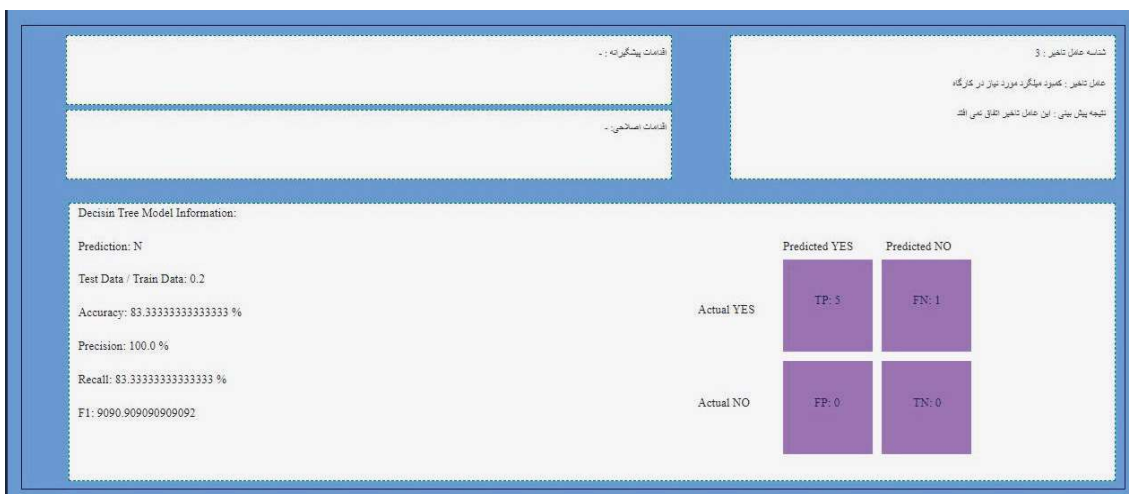 شناسه عامل تاخیر : 3
عامل تاخیر : کمبود میلگرد مورد نیاز در کارگاه
نتیجه پیش بینی : این عامل تاخیر اتفاق نمی افتد
اقدامات پیشگیرانه : -
اقدامات اصلاحی: -
Decisin Tree Model Information:
Prediction: N
Test Data / Train Data: 0.2
Accuracy: 83.33333333333333 %
Precision: 100.0 %
Recall: 83.33333333333333 %
F1: 9090.909090909092
Predicted YES Predicted NO
Actual YES TP: 5 FN: 1
Actual NO FP: 0 TN: 0